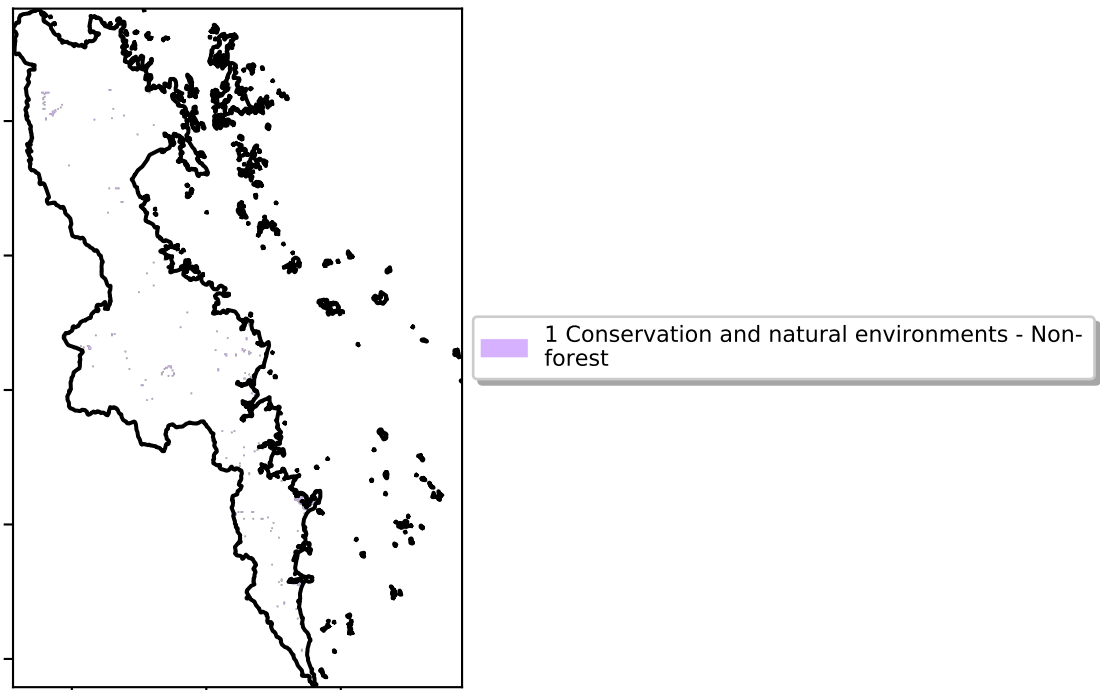 1 Conservation and natural environments - Non-
forest